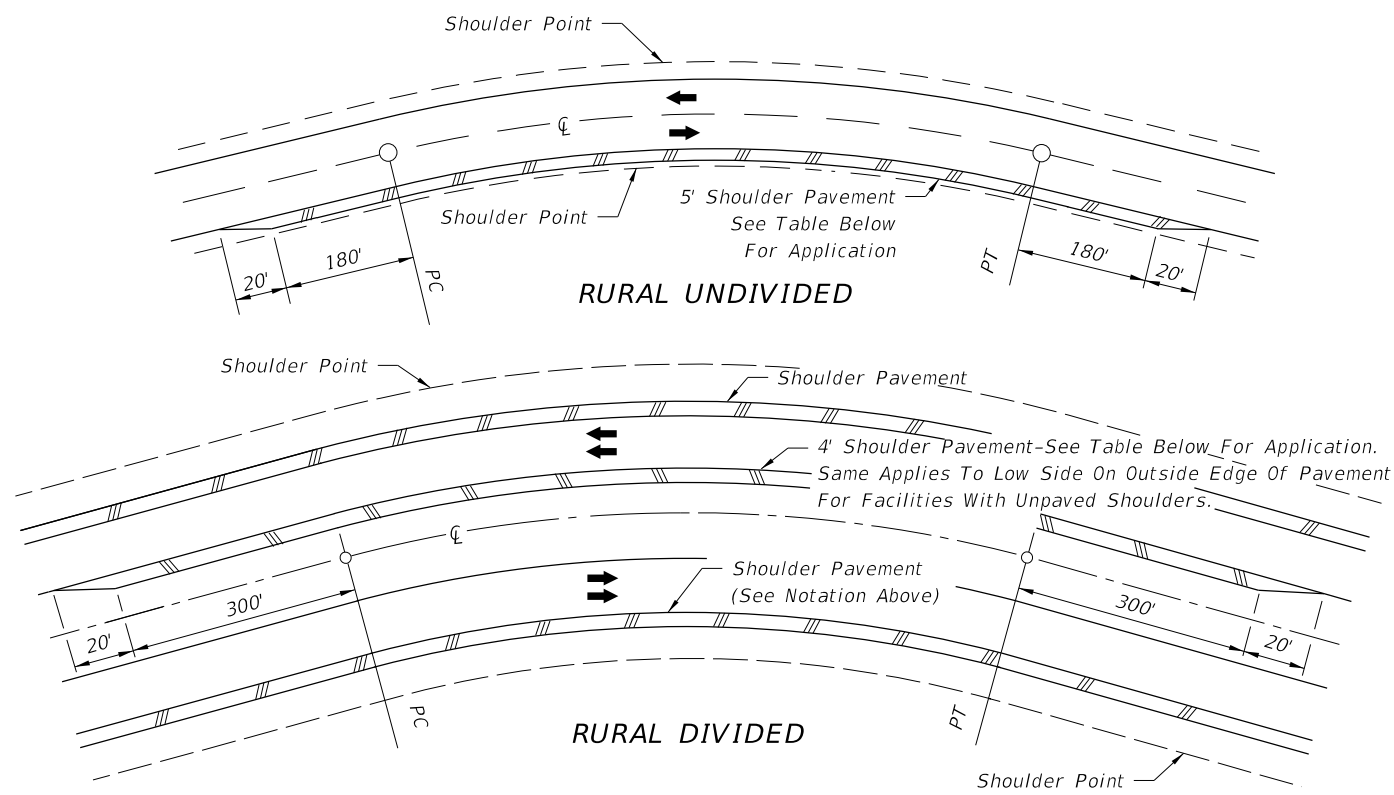 Shoulder Point
℄
Shoulder Point
5' Shoulder Pavement
See Table Below
For Application
20'
180'
PC
PT
180'
20'
RURAL UNDIVIDED
Shoulder Point
Shoulder Pavement
4' Shoulder Pavement-See Table Below For Application.
Same Applies To Low Side On Outside Edge Of Pavement
For Facilities With Unpaved Shoulders.
℄
Shoulder Pavement
(See Notation Above)
20'
300'
300'
20'
PC
PT
RURAL DIVIDED
Shoulder Point